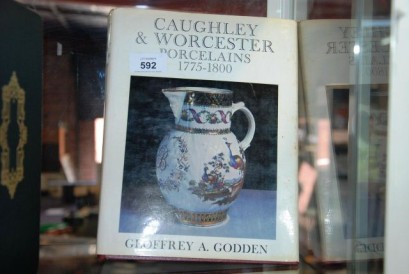 CAUGHLEY
& WORCESTER
PORCELAINS
1775-1800
592
GEOFFREY A. GODDEN